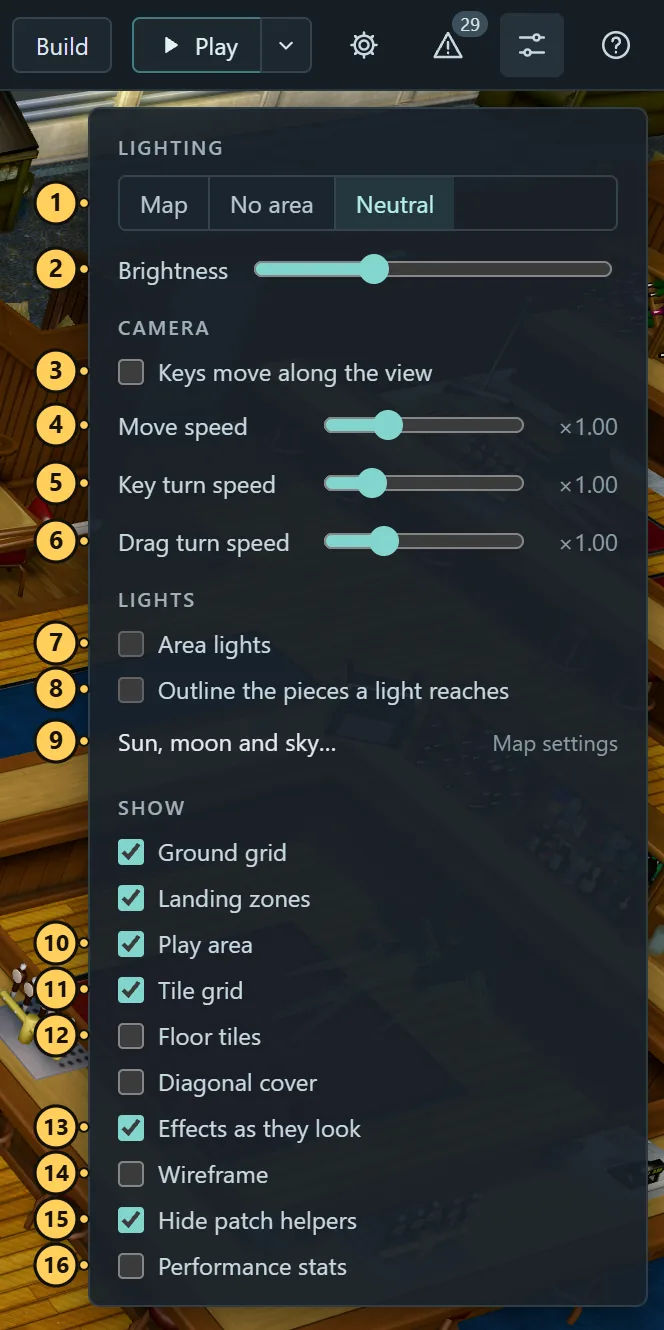 Build
Play
29
LIGHTING
1
Map No area Neutral
2
Brightness
CAMERA
3
Keys move along the view
4
Move speed ×1.00
5
Key turn speed ×1.00
6
Drag turn speed ×1.00
LIGHTS
7
Area lights
8
Outline the pieces a light reaches
9
Sun, moon and sky... Map settings
SHOW
Ground grid
Landing zones
10
Play area
11
Tile grid
12
Floor tiles
Diagonal cover
13
Effects as they look
14
Wireframe
15
Hide patch helpers
16
Performance stats